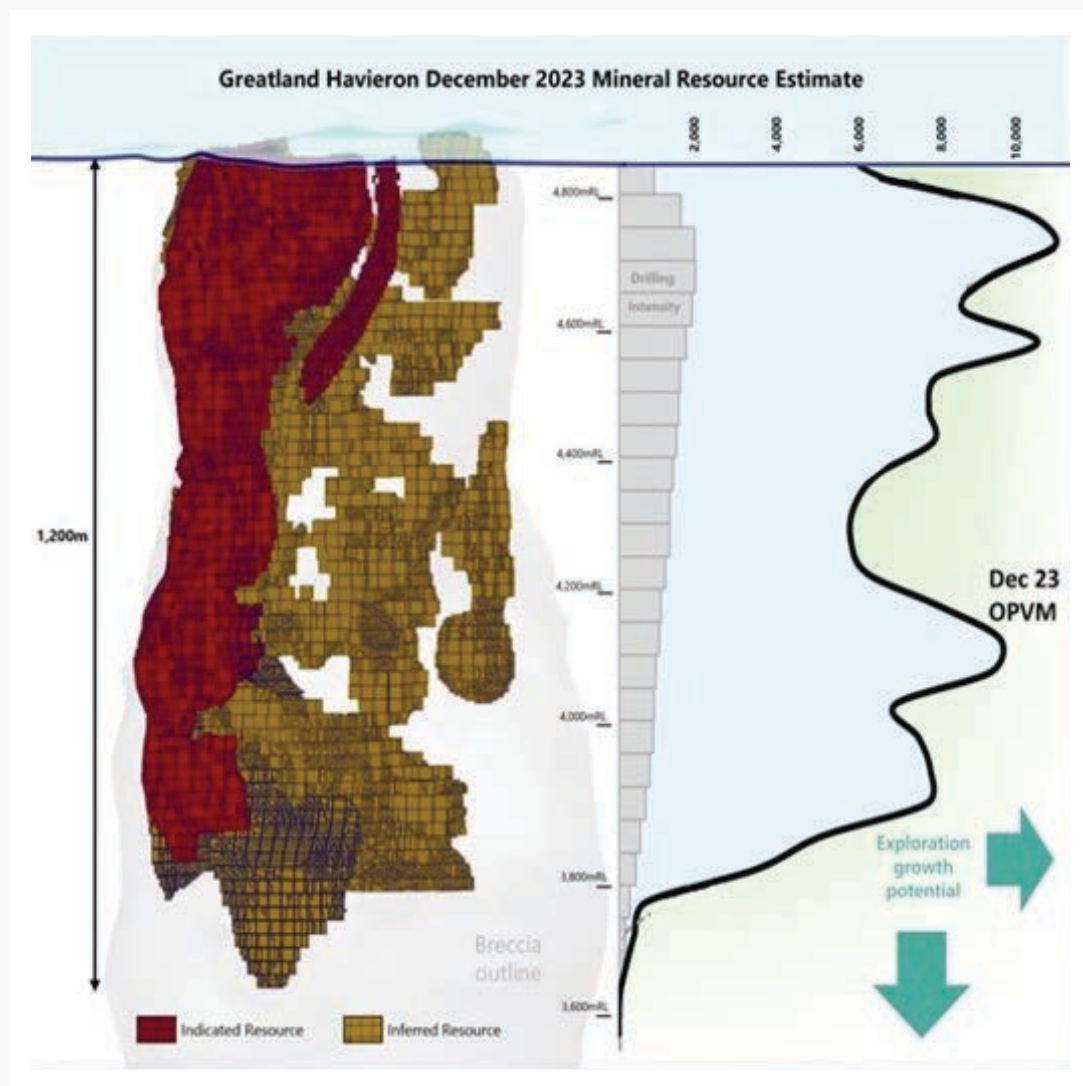 Greatland Havieron December 2023 Mineral Resource Estimate
2,000
4,000
6,000
8,000
10,000
4,800mRL
Drilling
Intensity
4,600mRL
4,400mRL
1,200m
4,200mRL
Dec 23
OPVM
4,000mRL
Exploration
growth
potential
3,800mRL
Breccia
outline
3,600mRL
Indicated Resource
Inferred Resource